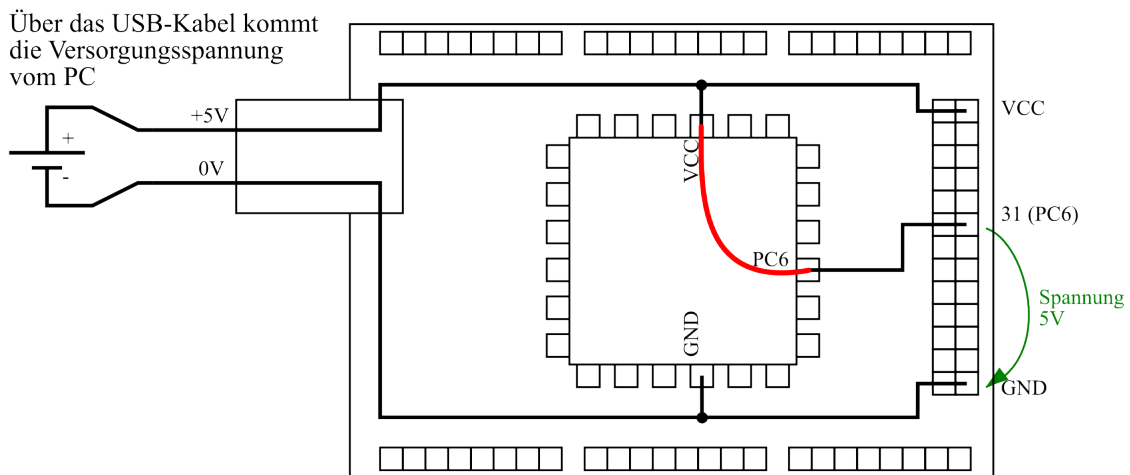 Über das USB-Kabel kommt
die Versorgungsspannung
vom PC
+5V
+
-
0V
VCC
PC6
GND
VCC
31 (PC6)
Spannung
5V
GND